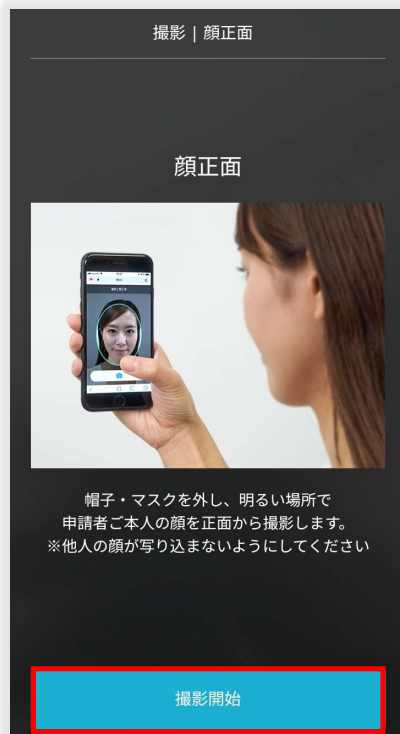 撮影 | 顔正面
顔正面
帽子・マスクを外し、明るい場所で
申請者ご本人の顔を正面から撮影します。
※他人の顔が写り込まないようにしてください
撮影開始